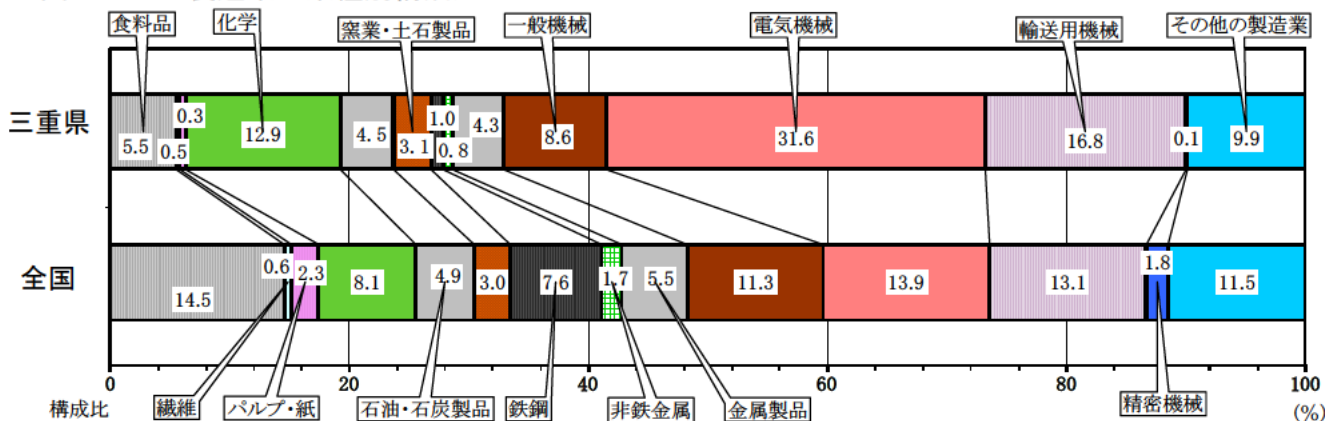 食料品 化学 窯業・土石製品 一般機械 電気機械 輸送用機械 その他の製造業
三重県 5.5 0.5 0.3 12.9 4.5 3.1 1.0 0.8 4.3 8.6 31.6 16.8 0.1 9.9
全国 14.5 0.6 2.3 8.1 4.9 3.0 7.6 1.7 5.5 11.3 13.9 13.1 1.8 11.5
0 20 40 60 80 100
構成比 繊維 パルプ・紙 石油・石炭製品 鉄鋼 非鉄金属 金属製品 精密機械 (%)